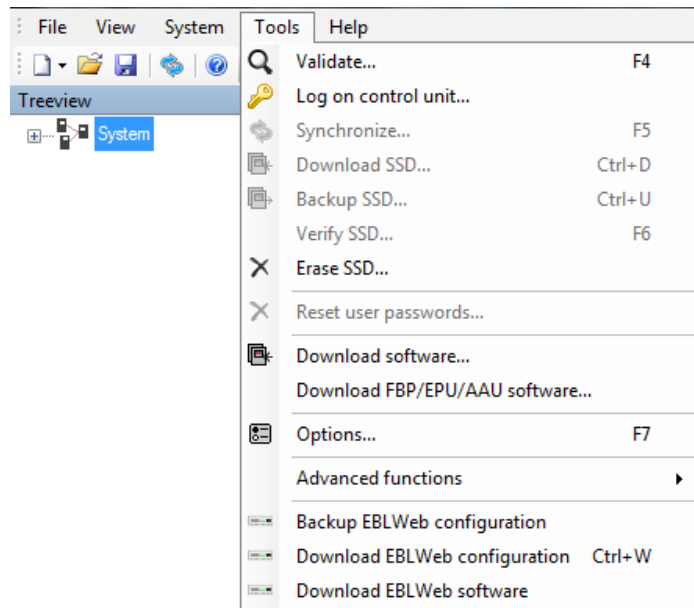 File View System Tools Help
Treeview
System
Validate... F4
Log on control unit...
Synchronize... F5
Download SSD... Ctrl+D
Backup SSD... Ctrl+U
Verify SSD... F6
Erase SSD...
Reset user passwords...
Download software...
Download FBP/EPU/AAU software...
Options... F7
Advanced functions
Backup EBLWeb configuration
Download EBLWeb configuration Ctrl+W
Download EBLWeb software